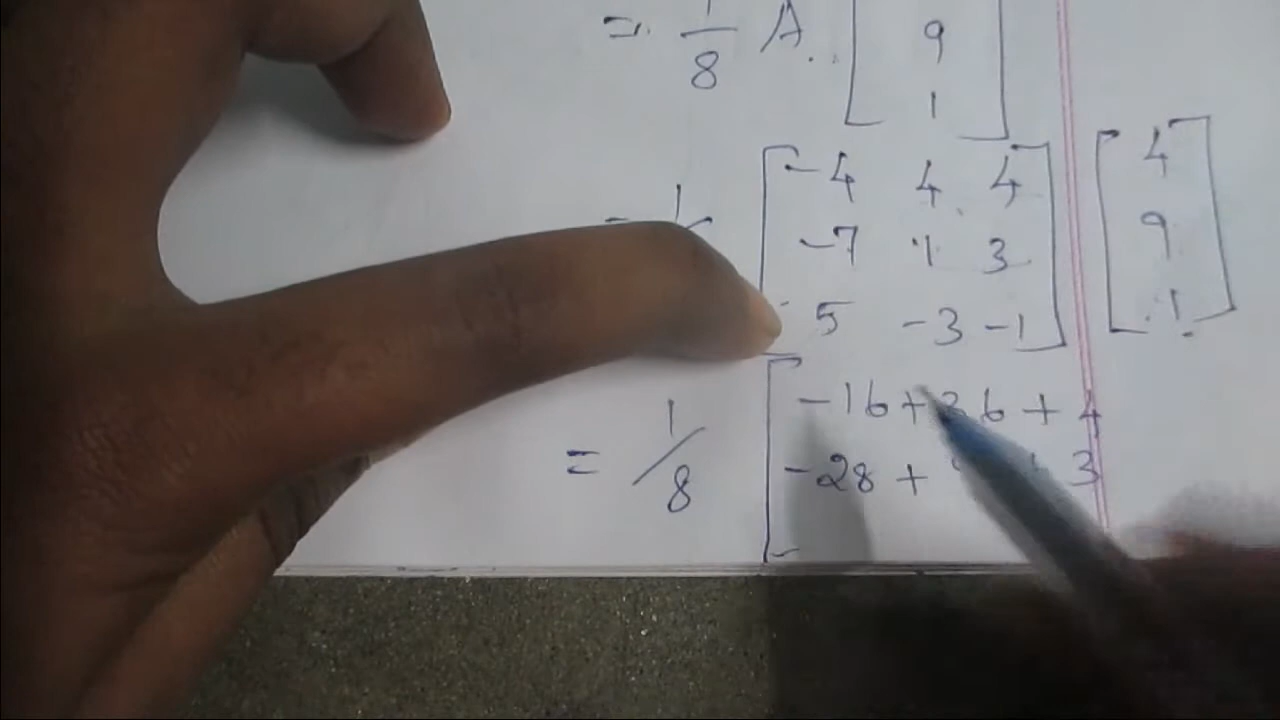 = 1/8 A.
9
1
-4 4 4
-7 1 3
5 -3 -1
4
9
1
= 1/8
-16 + 36 + 4
-28 + 3